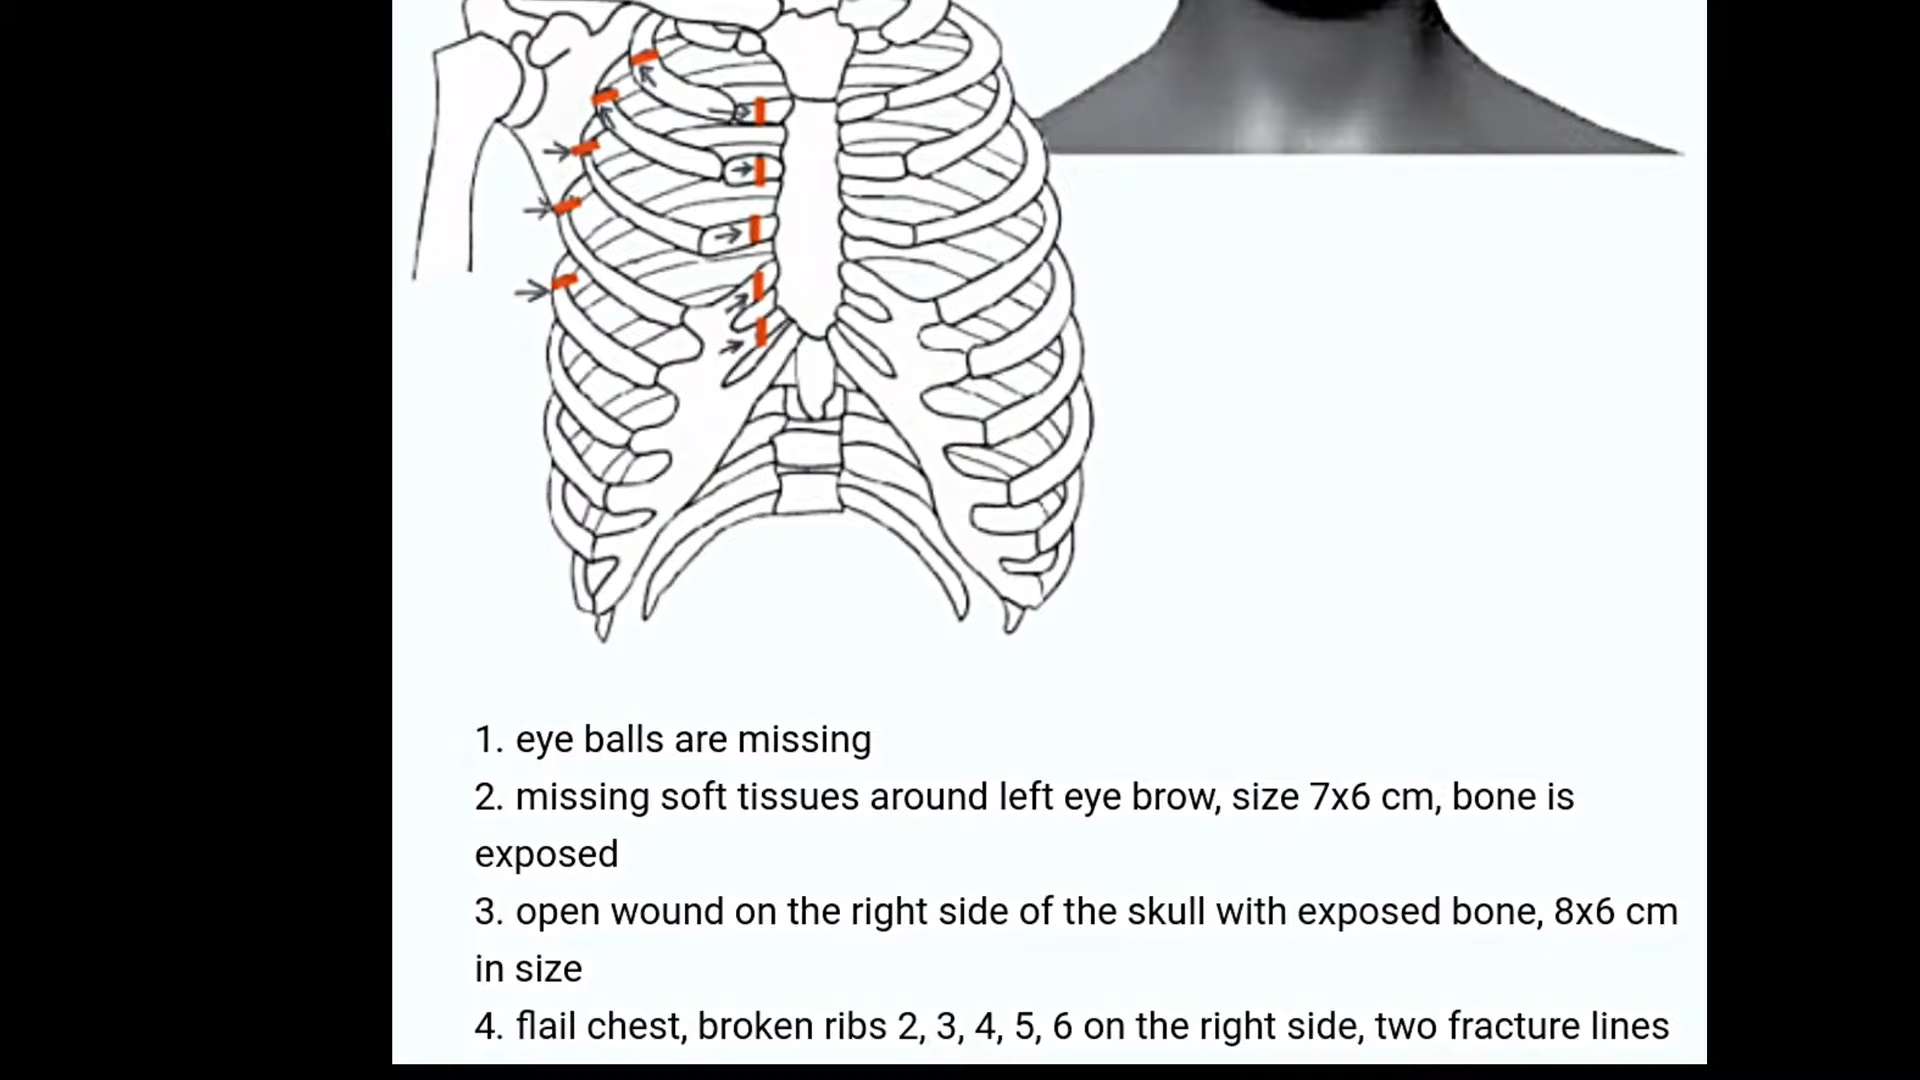 1. eye balls are missing
2. missing soft tissues around left eye brow, size 7x6 cm, bone is
exposed
3. open wound on the right side of the skull with exposed bone, 8x6 cm
in size
4. flail chest, broken ribs 2, 3, 4, 5, 6 on the right side, two fracture lines